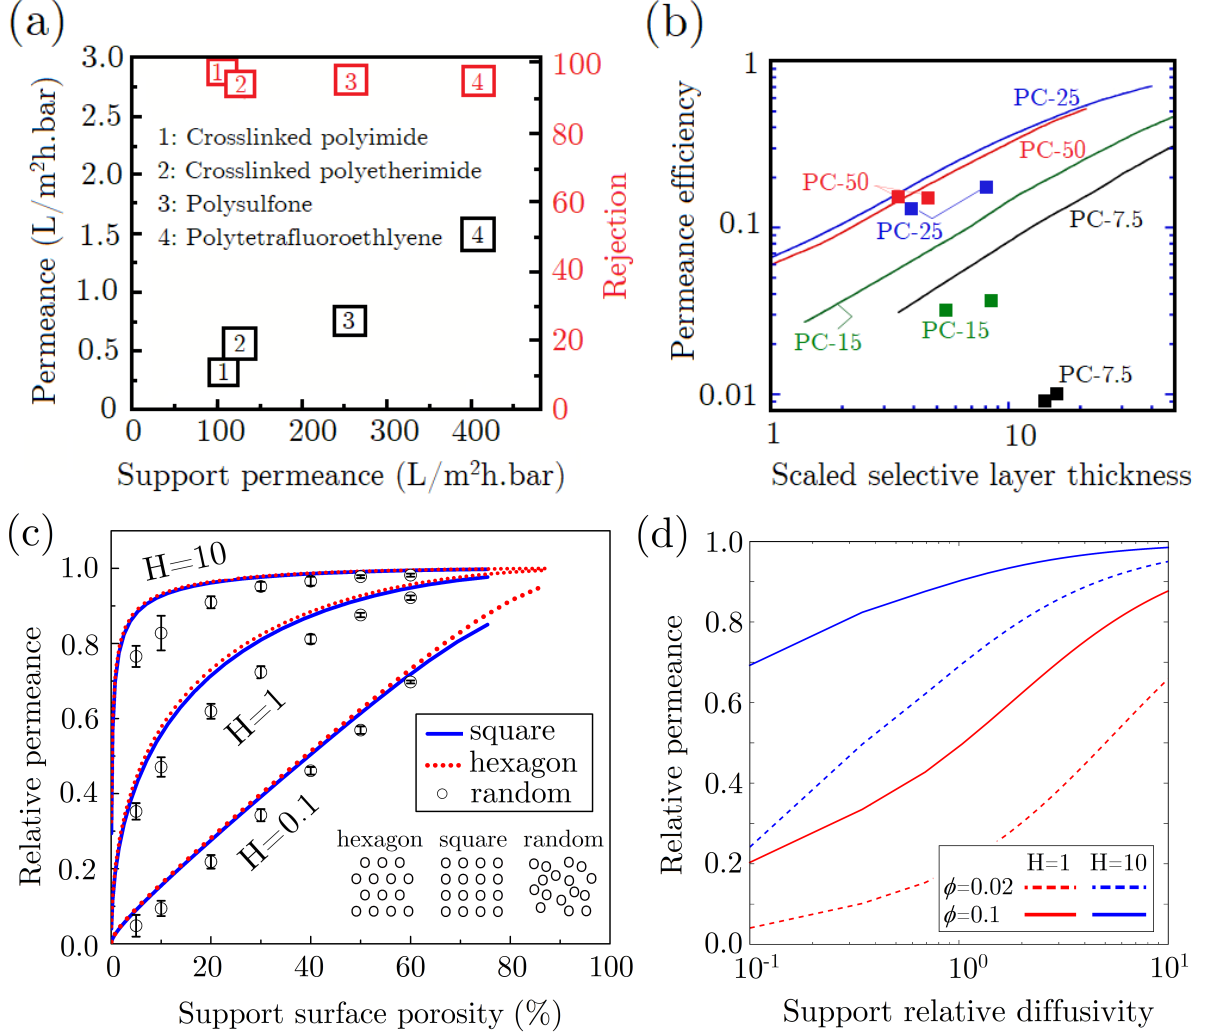 (a)
3.0
2.5
2.0
1.5
1.0
0.5
0
0
100
200
300
400
100
80
60
40
20
0
Permeance (L/m²h.bar)
Rejection
Support permeance (L/m²h.bar)
1
2
3
4
1: Crosslinked polyimide
2: Crosslinked polyetherimide
3: Polysulfone
4: Polytetrafluoroethlyene
4
3
2
1
(b)
1
0.1
0.01
1
10
Permeance efficiency
Scaled selective layer thickness
PC-25
PC-50
PC-50
PC-25
PC-7.5
PC-15
PC-15
PC-7.5
(c)
1.0
0.8
0.6
0.4
0.2
0.0
0
20
40
60
80
100
Relative permeance
Support surface porosity (%)
H=10
H=1
H=0.1
square
hexagon
random
hexagon square random
(d)
1.0
0.8
0.6
0.4
0.2
0.0
10⁻¹
10⁰
10¹
Relative permeance
Support relative diffusivity
H=1 H=10
ϕ=0.02
ϕ=0.1